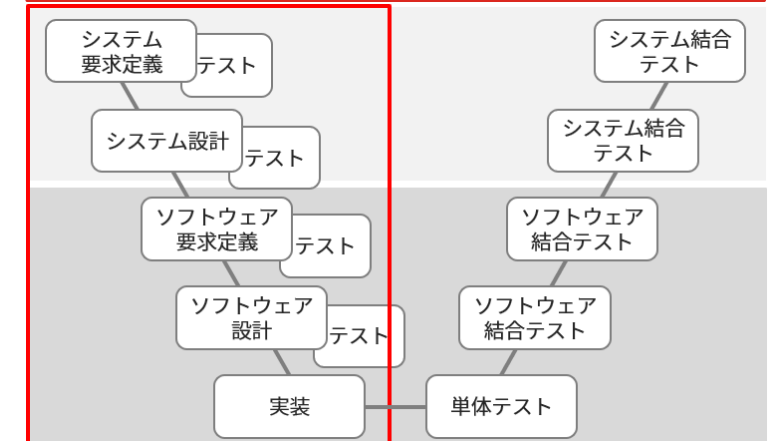 システム
要求定義
テスト
システム結合
テスト
システム設計
テスト
システム結合
テスト
ソフトウェア
要求定義
テスト
ソフトウェア
結合テスト
ソフトウェア
設計
テスト
ソフトウェア
結合テスト
実装
単体テスト